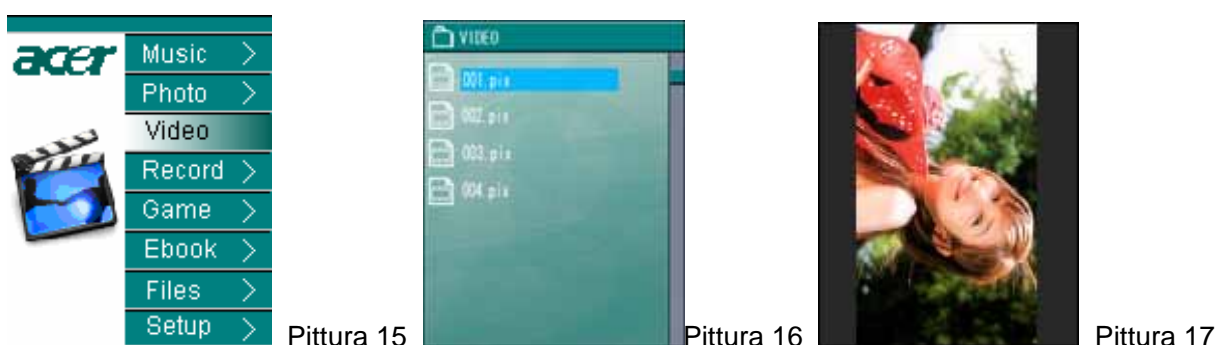 acer
Music >
Photo >
Video
Record >
Game >
Ebook >
Files >
Setup >
Pittura 15
VIDEO
001.pix
002.pix
003.pix
004.pix
Pittura 16
Pittura 17